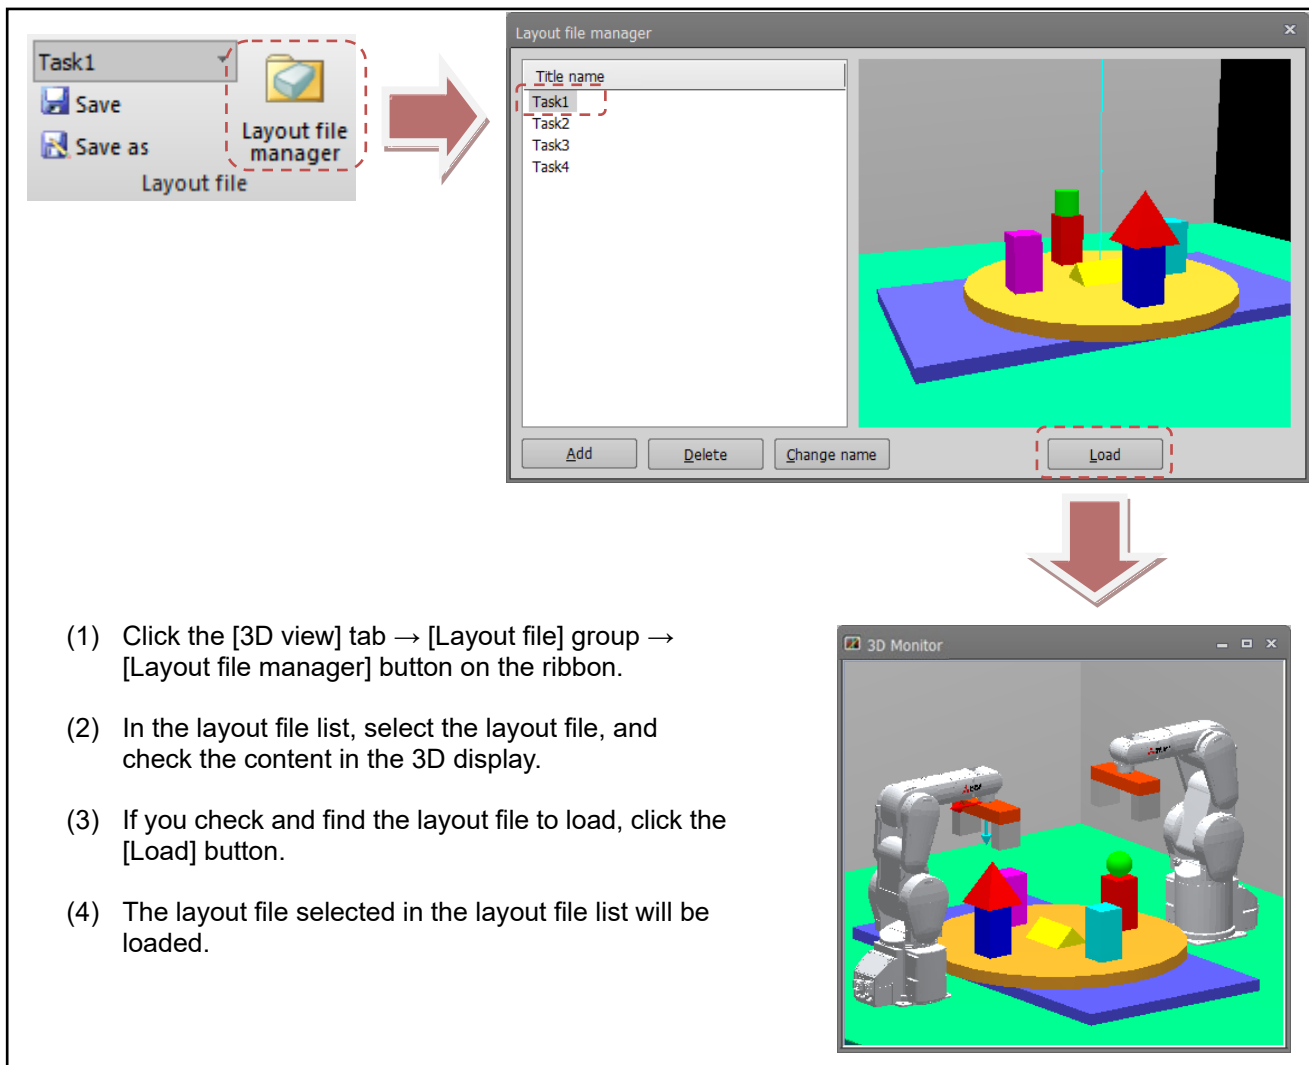 Task1
Save
Save as
Layout file
manager
Layout file
Layout file manager
Title name
Task1
Task2
Task3
Task4
Add
Delete
Change name
Load
(1) Click the [3D view] tab → [Layout file] group →
[Layout file manager] button on the ribbon.
(2) In the layout file list, select the layout file, and
check the content in the 3D display.
(3) If you check and find the layout file to load, click the
[Load] button.
(4) The layout file selected in the layout file list will be
loaded.
3D Monitor